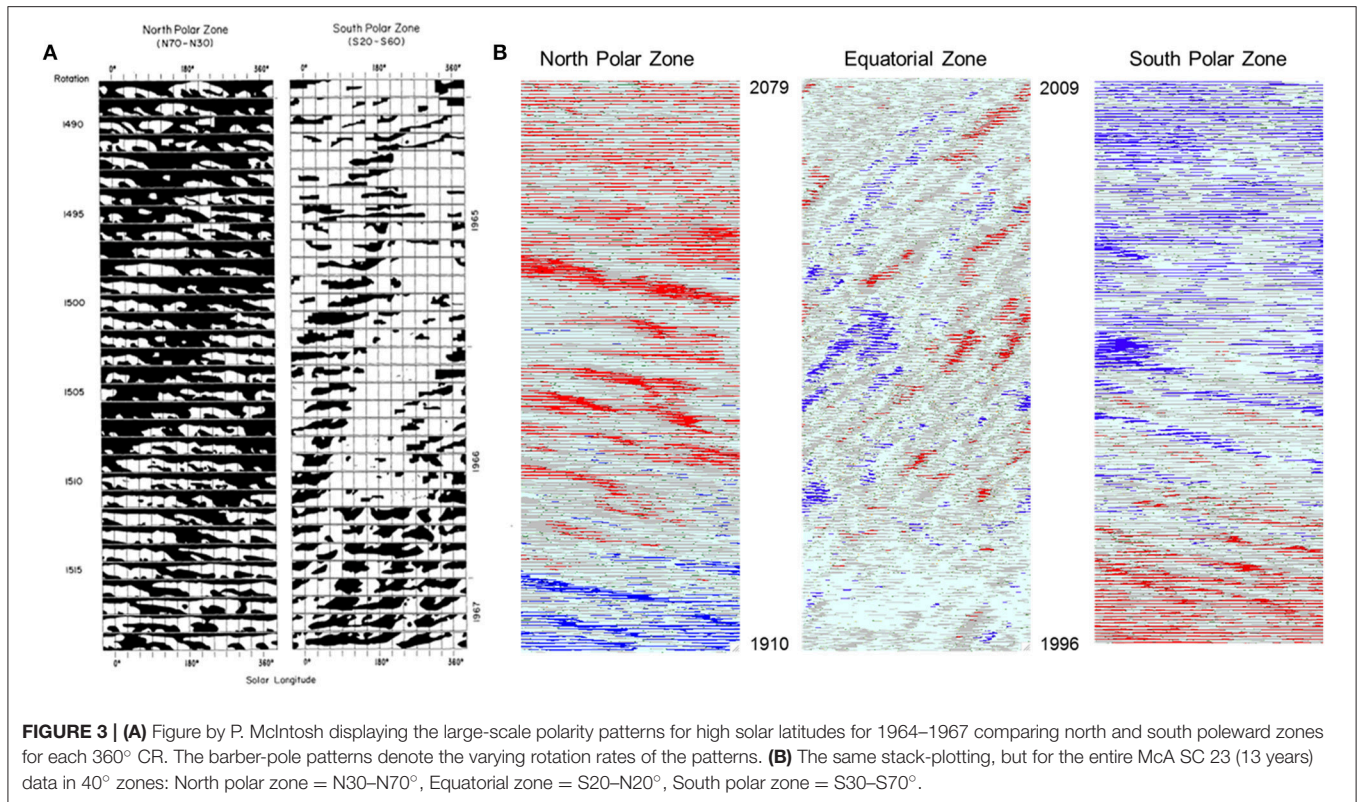 A
North Polar Zone
(N70-N30)
South Polar Zone
(S20-S60)
Rotation
0° 180° 360°
0° 180° 360°
1490
1495
1500
1505
1510
1515
1965
1966
1967
0° 180° 360°
0° 180° 360°
Solar Longitude
B
North Polar Zone
Equatorial Zone
South Polar Zone
2079
2009
1910
1996
FIGURE 3 | (A) Figure by P. McIntosh displaying the large-scale polarity patterns for high solar latitudes for 1964–1967 comparing north and south poleward zones
for each 360° CR. The barber-pole patterns denote the varying rotation rates of the patterns. (B) The same stack-plotting, but for the entire McA SC 23 (13 years)
data in 40° zones: North polar zone = N30–N70°, Equatorial zone = S20–N20°, South polar zone = S30–S70°.